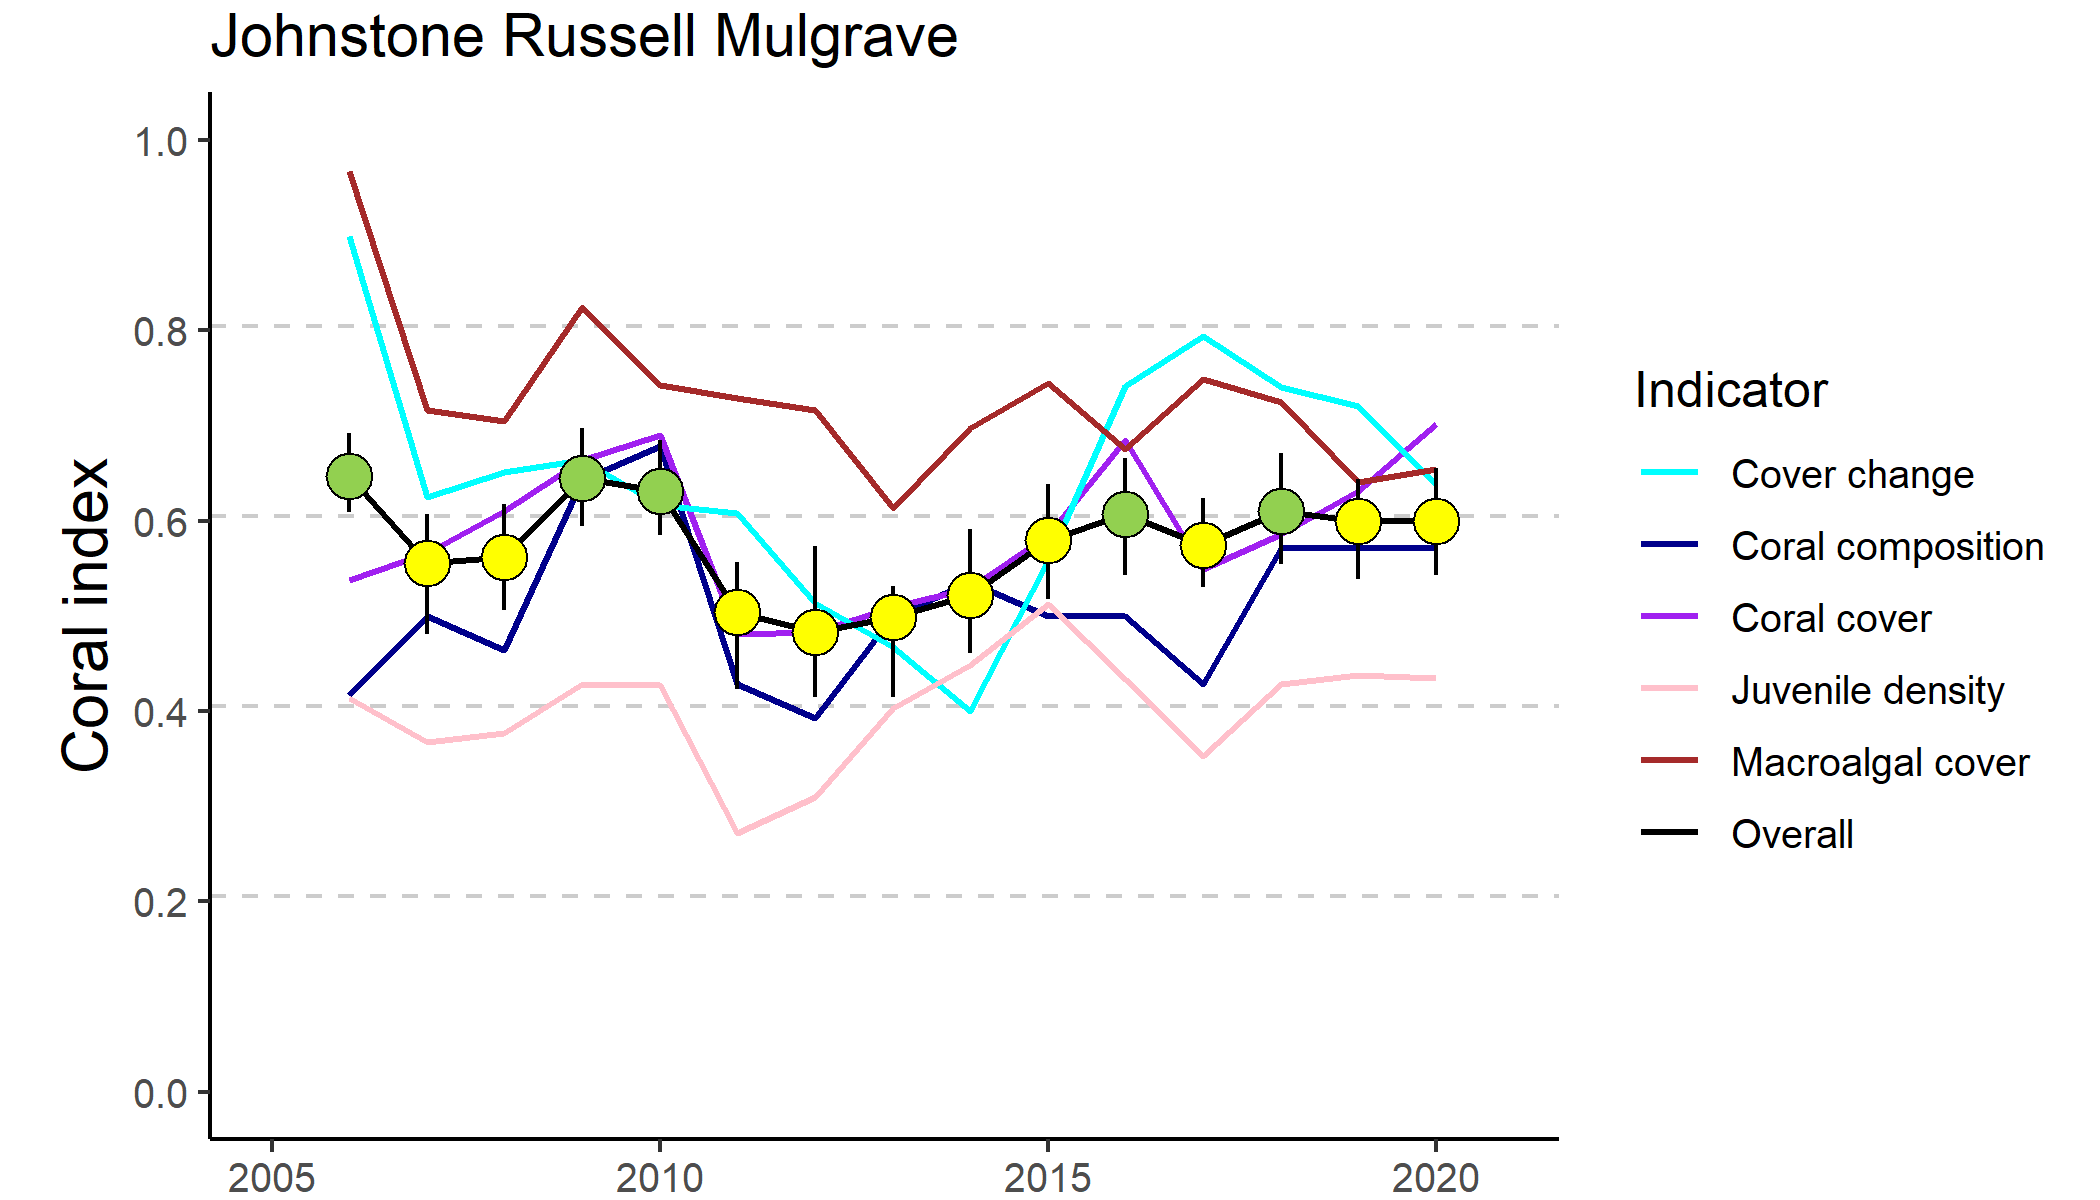 Johnstone Russell Mulgrave
Coral index
1.0
0.8
0.6
0.4
0.2
0.0
2005
2010
2015
2020
Indicator
Cover change
Coral composition
Coral cover
Juvenile density
Macroalgal cover
Overall